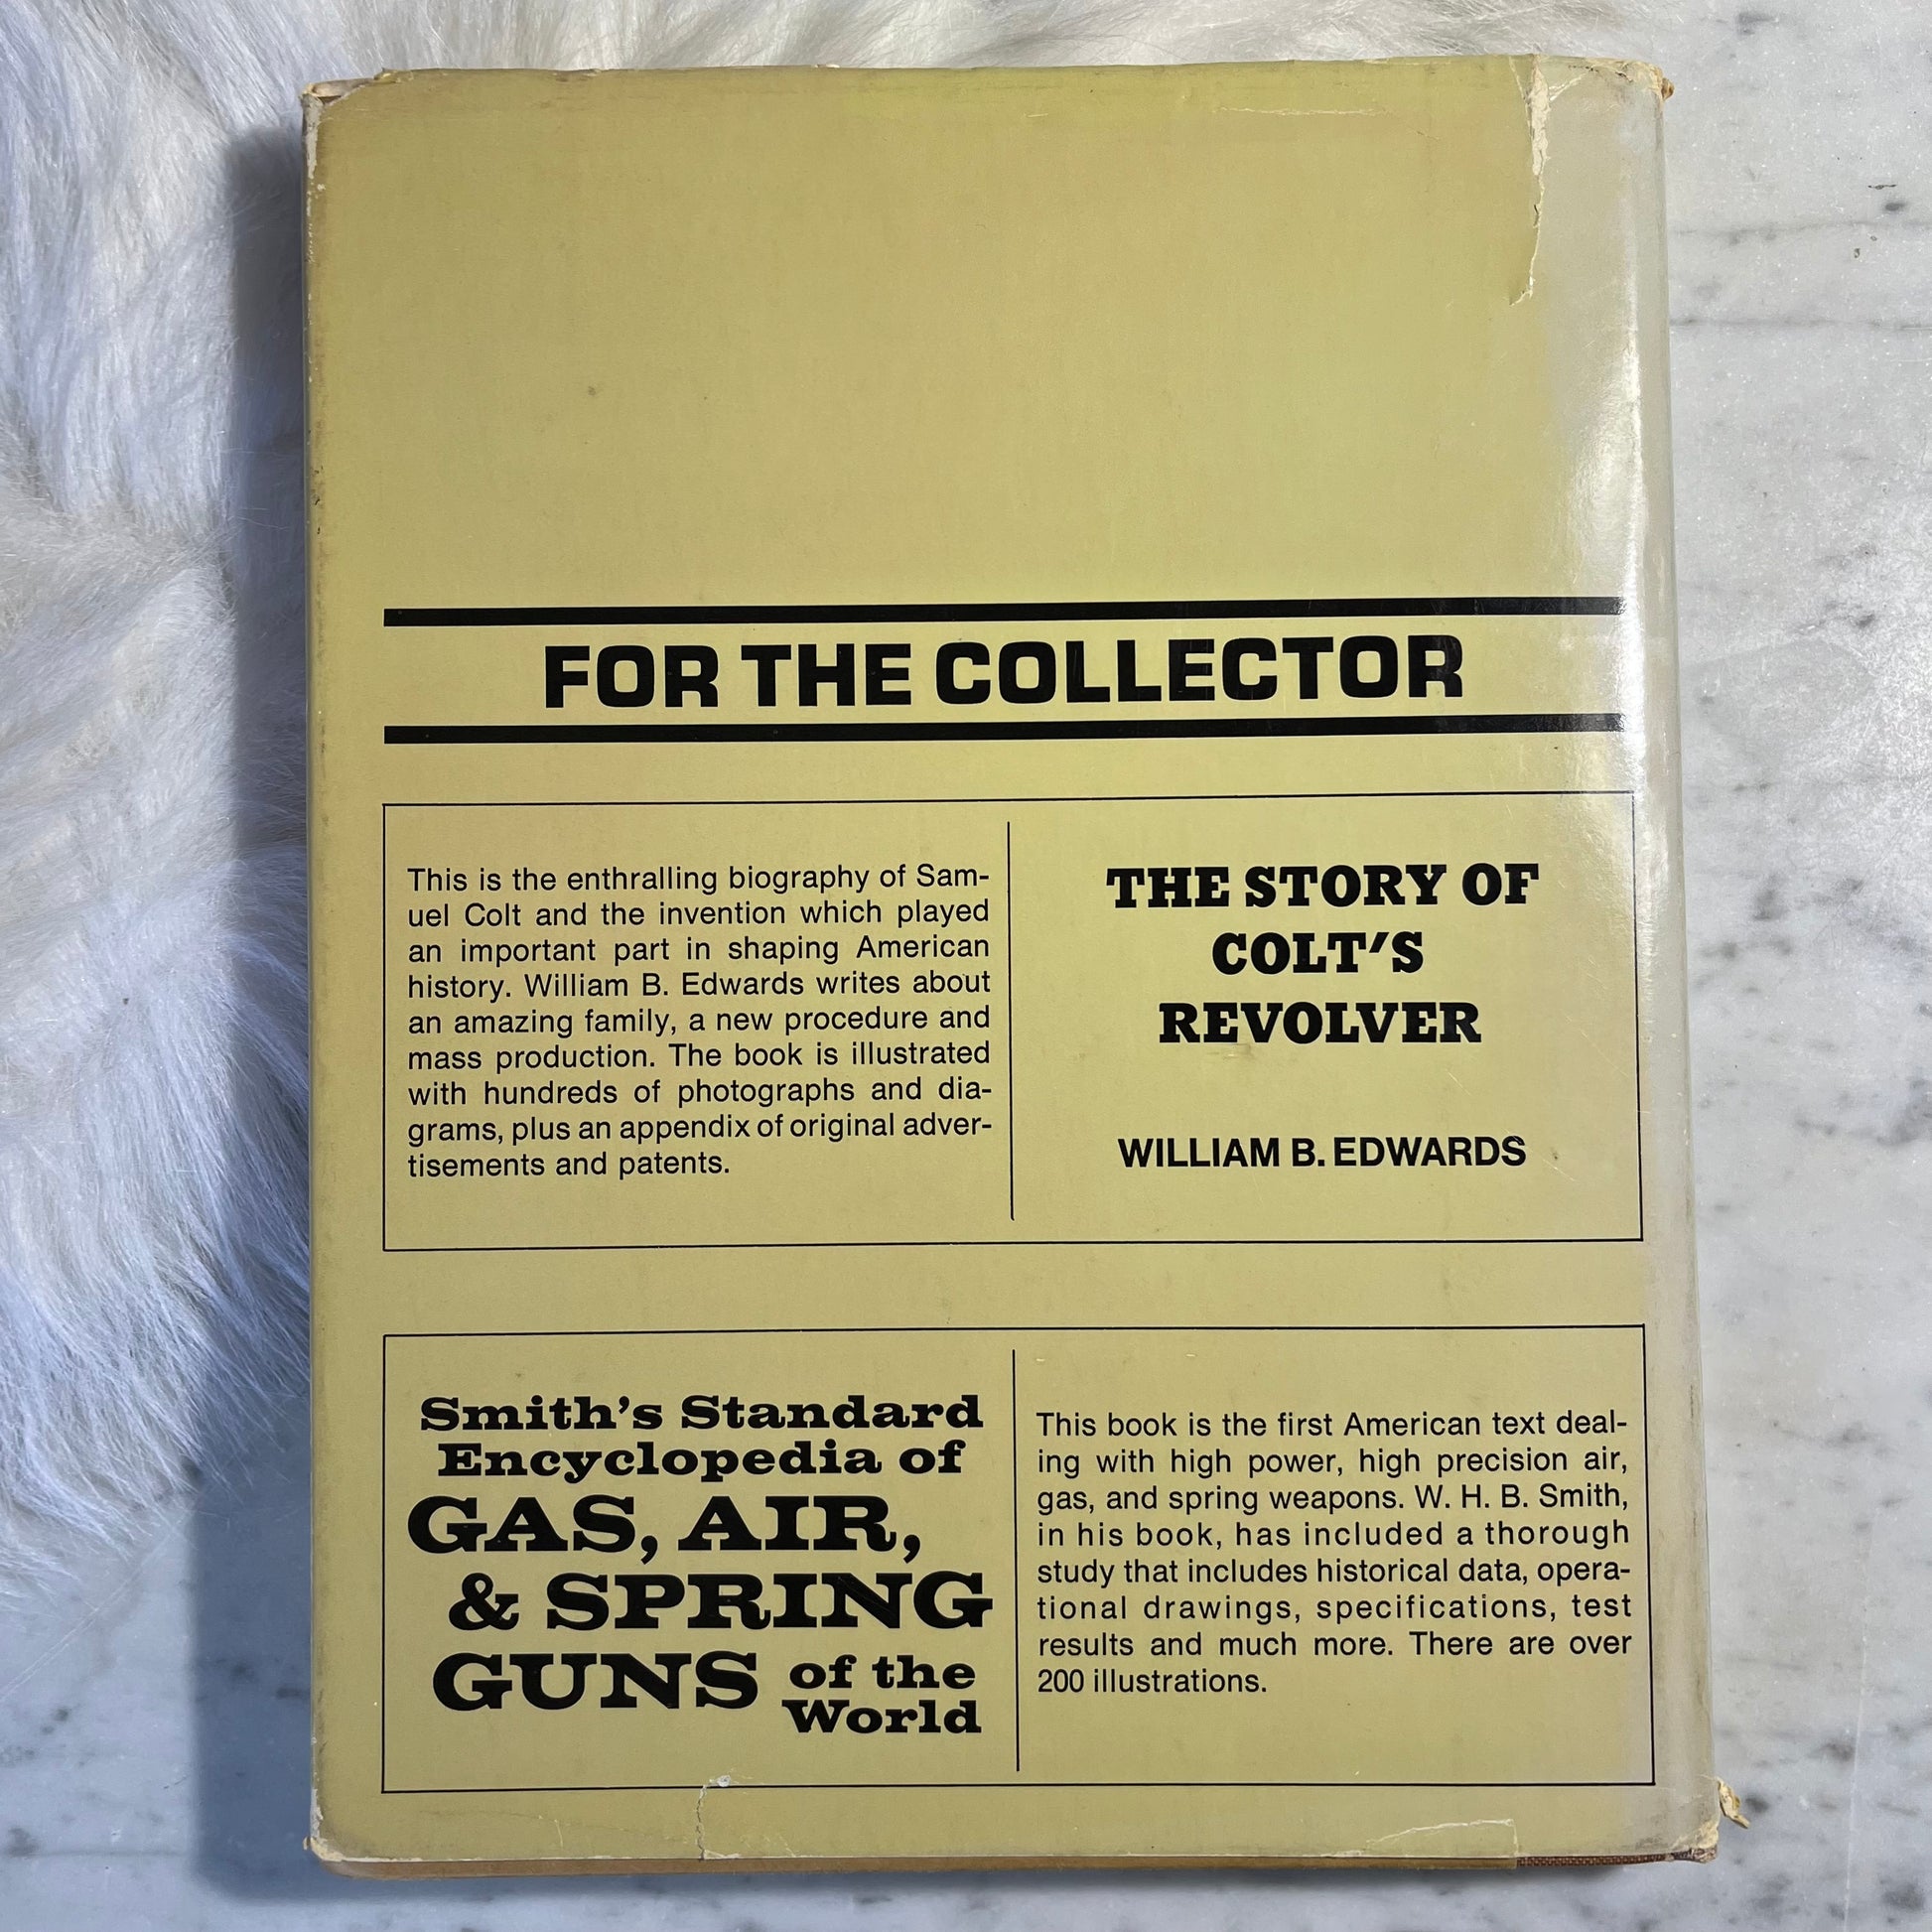 FOR THE COLLECTOR
This is the enthralling biography of Sam-
uel Colt and the invention which played
an important part in shaping American
history. William B. Edwards writes about
an amazing family, a new procedure and
mass production. The book is illustrated
with hundreds of photographs and dia-
grams, plus an appendix of original adver-
tisements and patents.
THE STORY OF
COLT'S
REVOLVER
WILLIAM B. EDWARDS
Smith's Standard
Encyclopedia of
GAS, AIR,
& SPRING
GUNS of the
World
This book is the first American text deal-
ing with high power, high precision air,
gas, and spring weapons. W. H. B. Smith,
in his book, has included a thorough
study that includes historical data, opera-
tional drawings, specifications, test
results and much more. There are over
200 illustrations.